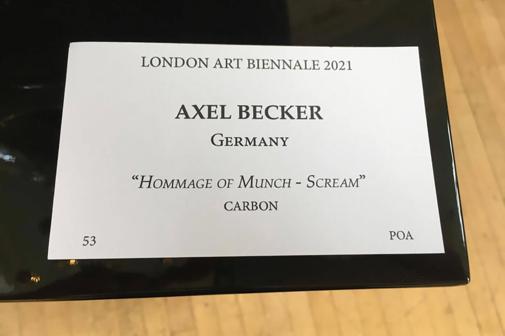 LONDON ART BIENNALE 2021
AXEL BECKER
GERMANY
“HOMMAGE OF MUNCH - SCREAM”
CARBON
53
POA